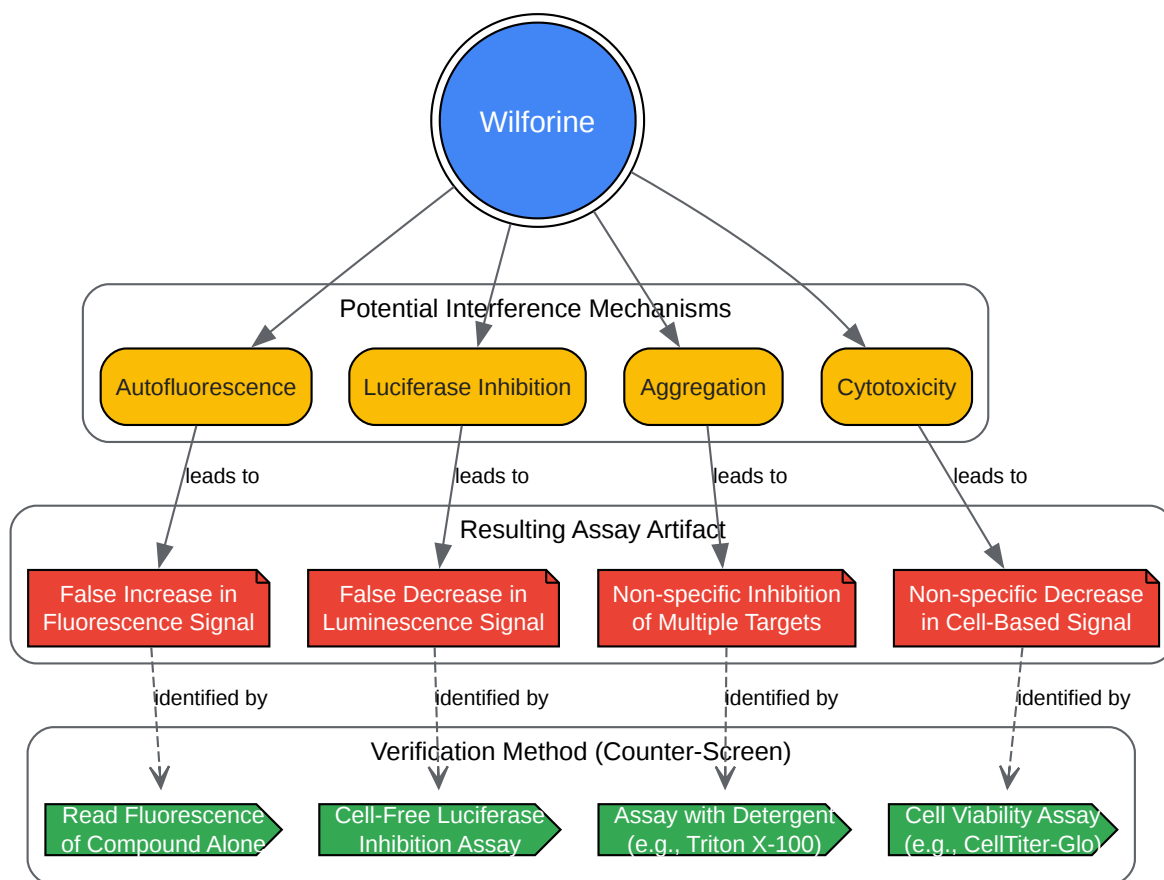 Wilforine
Potential Interference Mechanisms
Autofluorescence
Luciferase Inhibition
Aggregation
Cytotoxicity
leads to
leads to
leads to
leads to
Resulting Assay Artifact
False Increase in
Fluorescence Signal
False Decrease in
Luminescence Signal
Non-specific Inhibition
of Multiple Targets
Non-specific Decrease
in Cell-Based Signal
identified by
identified by
identified by
identified by
Verification Method (Counter-Screen)
Read Fluorescence
of Compound Alone
Cell-Free Luciferase
Inhibition Assay
Assay with Detergent
(e.g., Triton X-100)
Cell Viability Assay
(e.g., CellTiter-Glo)